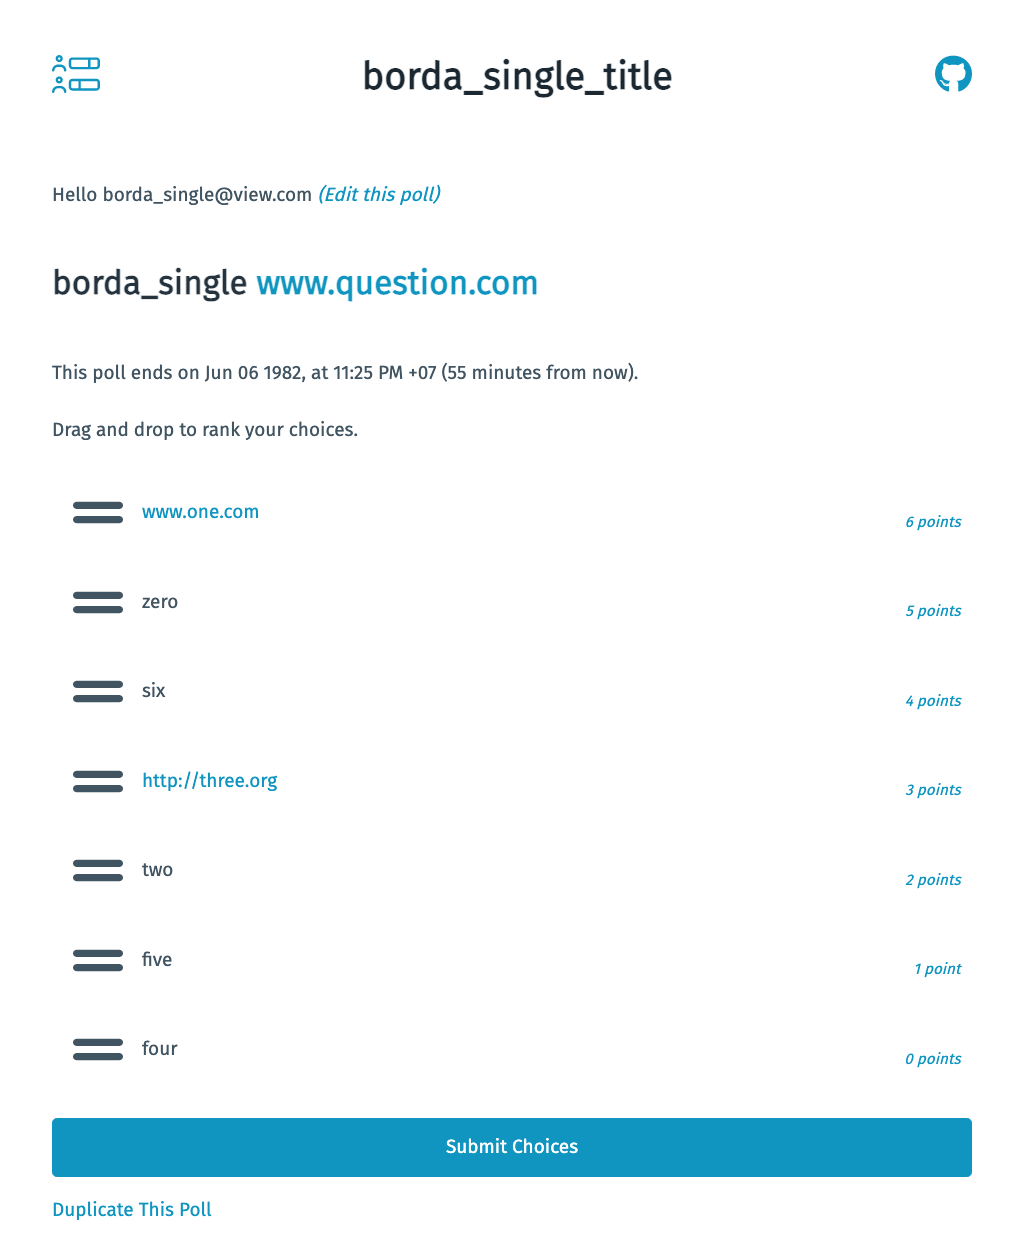 borda_single_title
Hello borda_single@view.com (Edit this poll)
borda_single www.question.com
This poll ends on Jun 06 1982, at 11:25 PM +07 (55 minutes from now).
Drag and drop to rank your choices.
www.one.com
6 points
zero
5 points
six
4 points
http://three.org
3 points
two
2 points
five
1 point
four
0 points
Submit Choices
Duplicate This Poll